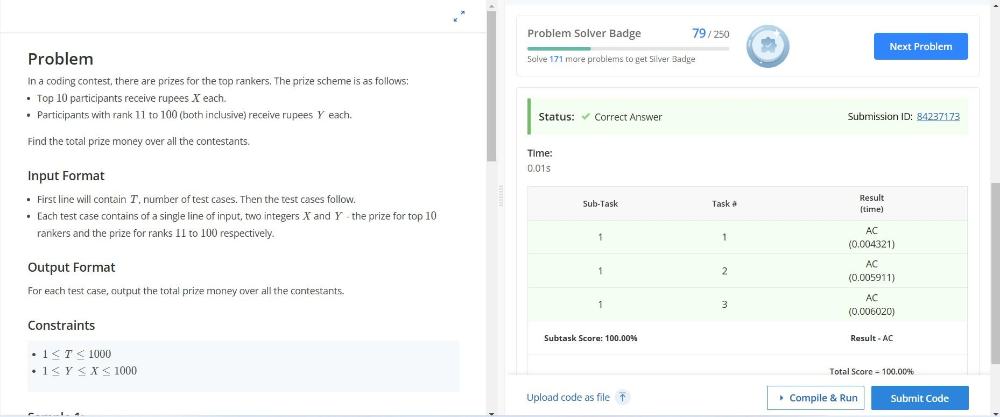 Problem
In a coding contest, there are prizes for the top rankers. The prize scheme is as follows:
• Top 10 participants receive rupees X each.
• Participants with rank 11 to 100 (both inclusive) receive rupees Y each.
Find the total prize money over all the contestants.
Input Format
• First line will contain T, number of test cases. Then the test cases follow.
• Each test case contains of a single line of input, two integers X and Y - the prize for top 10
rankers and the prize for ranks 11 to 100 respectively.
Output Format
For each test case, output the total prize money over all the contestants.
Constraints
• 1 ≤ T ≤ 1000
• 1 ≤ Y ≤ X ≤ 1000
Sample 1:
Problem Solver Badge 79 / 250
Solve 171 more problems to get Silver Badge
Next Problem
Status: ✔ Correct Answer Submission ID: 84237173
Time:
0.01s
Sub-Task Task # Result
(time)
1 1 AC
(0.004321)
1 2 AC
(0.005911)
1 3 AC
(0.006020)
Subtask Score: 100.00% Result - AC
Total Score = 100.00%
Upload code as file Compile & Run Submit Code